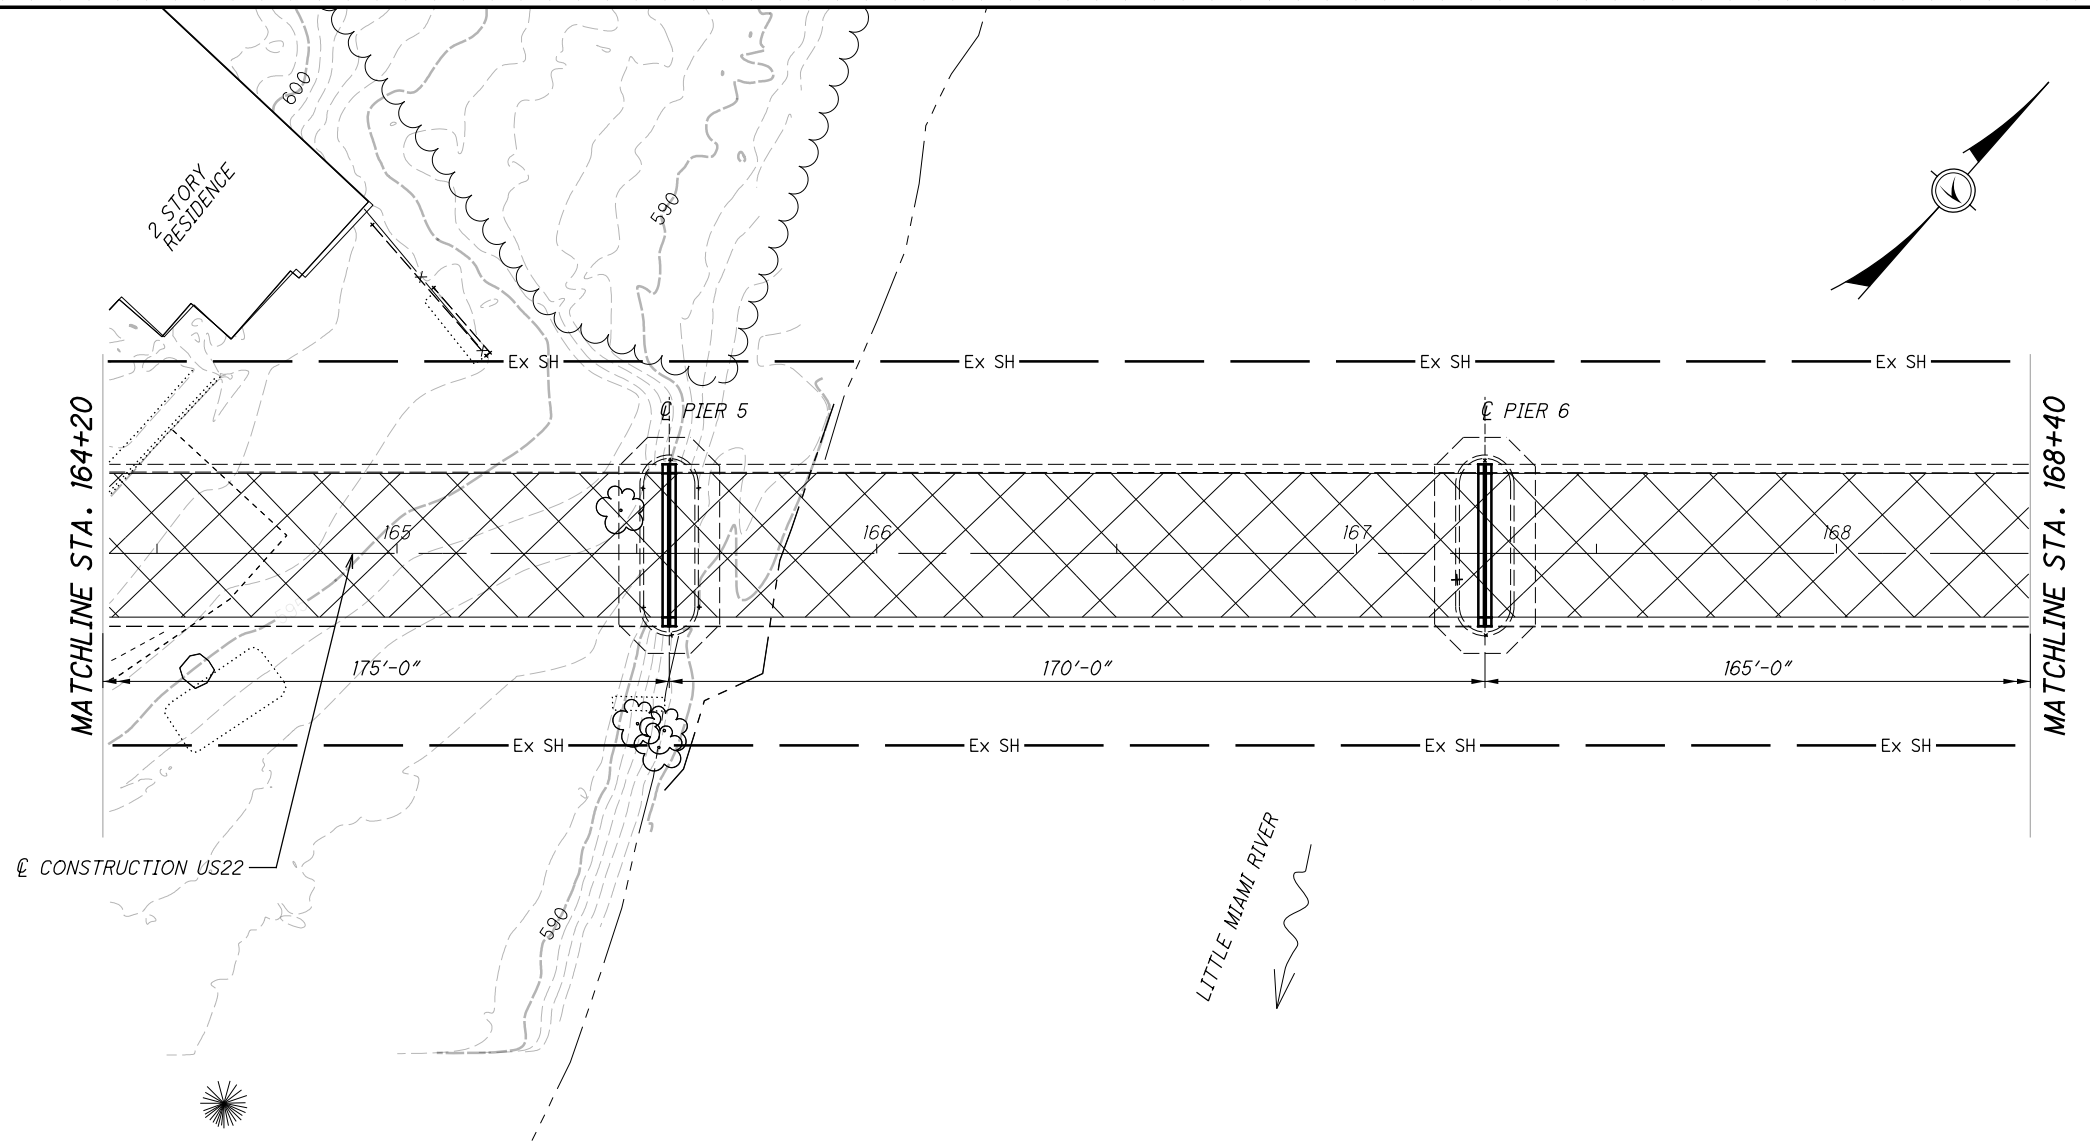 600
2 STORY
RESIDENCE
590
Ex SH
Ex SH
Ex SH
Ex SH
℄ PIER 5
℄ PIER 6
MATCHLINE STA. 164+20
MATCHLINE STA. 168+40
165
166
167
168
175'-0"
170'-0"
165'-0"
Ex SH
Ex SH
Ex SH
Ex SH
℄ CONSTRUCTION US22
LITTLE MIAMI RIVER
590